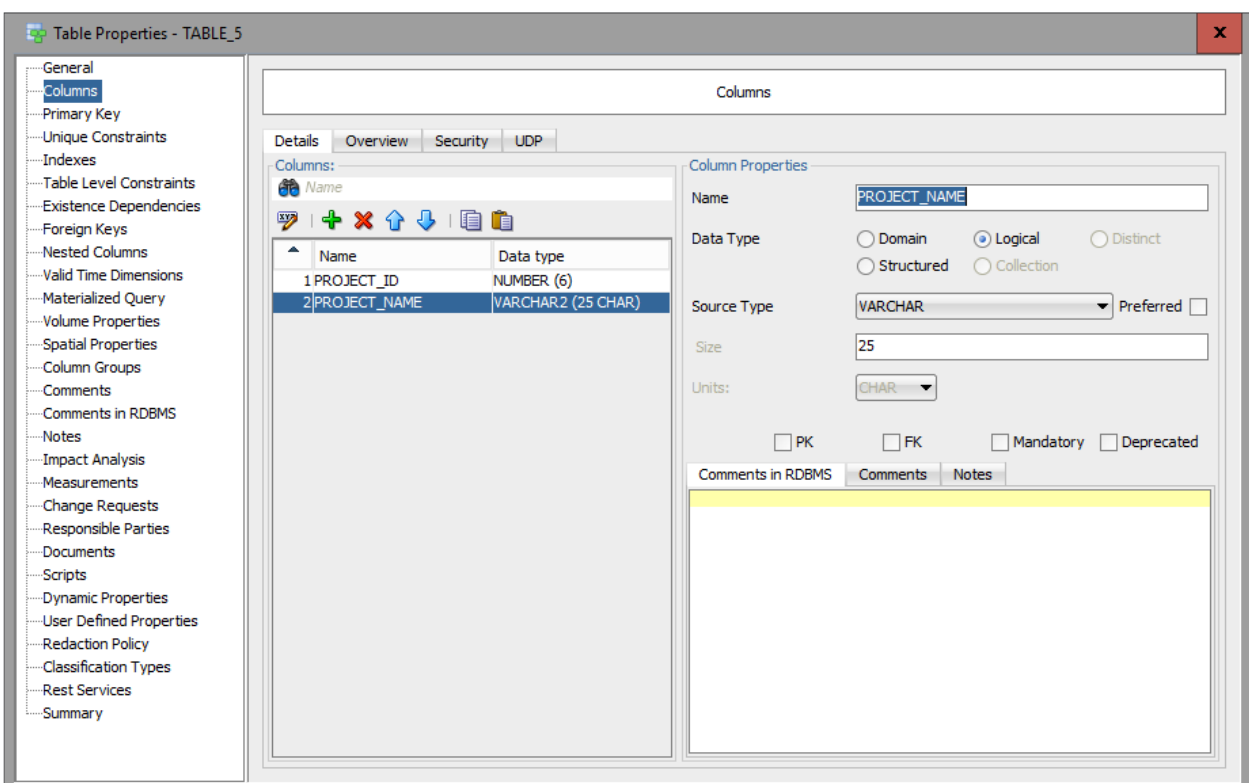 Table Properties - TABLE_5
x
General
Columns
Primary Key
Unique Constraints
Indexes
Table Level Constraints
Existence Dependencies
Foreign Keys
Nested Columns
Valid Time Dimensions
Materialized Query
Volume Properties
Spatial Properties
Column Groups
Comments
Comments in RDBMS
Notes
Impact Analysis
Measurements
Change Requests
Responsible Parties
Documents
Scripts
Dynamic Properties
User Defined Properties
Redaction Policy
Classification Types
Rest Services
Summary
Columns
Details Overview Security UDP
Columns:
Name
XYZ
Name Data type
1 PROJECT_ID NUMBER (6)
2 PROJECT_NAME VARCHAR2 (25 CHAR)
Column Properties
Name PROJECT_NAME
Data Type Domain Logical Distinct
Structured Collection
Source Type VARCHAR Preferred
Size 25
Units: CHAR
PK FK Mandatory Deprecated
Comments in RDBMS Comments Notes